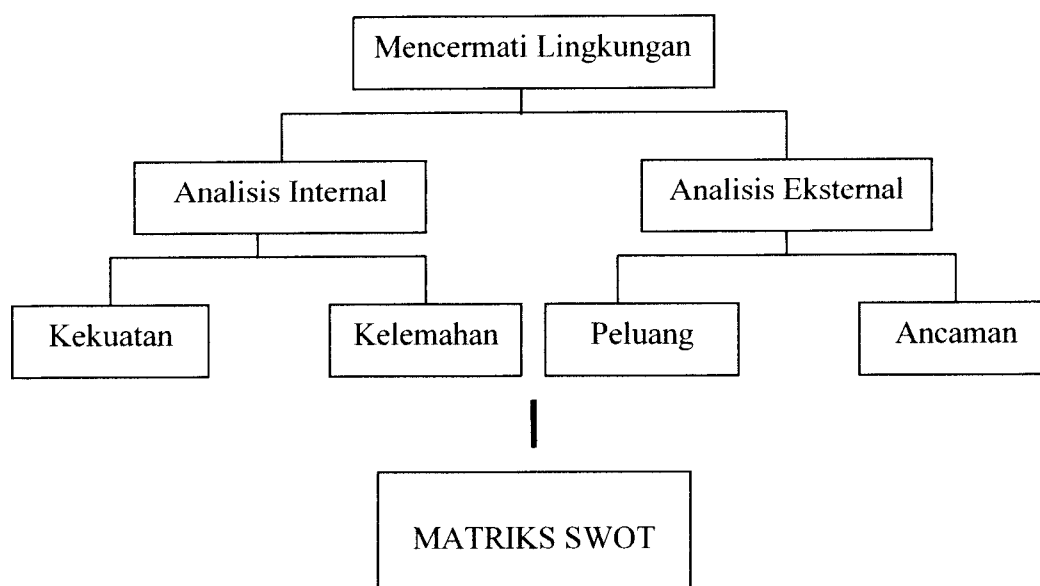 Mencermati Lingkungan
Analisis Internal
Analisis Eksternal
Kekuatan
Kelemahan
Peluang
Ancaman
MATRIKS SWOT